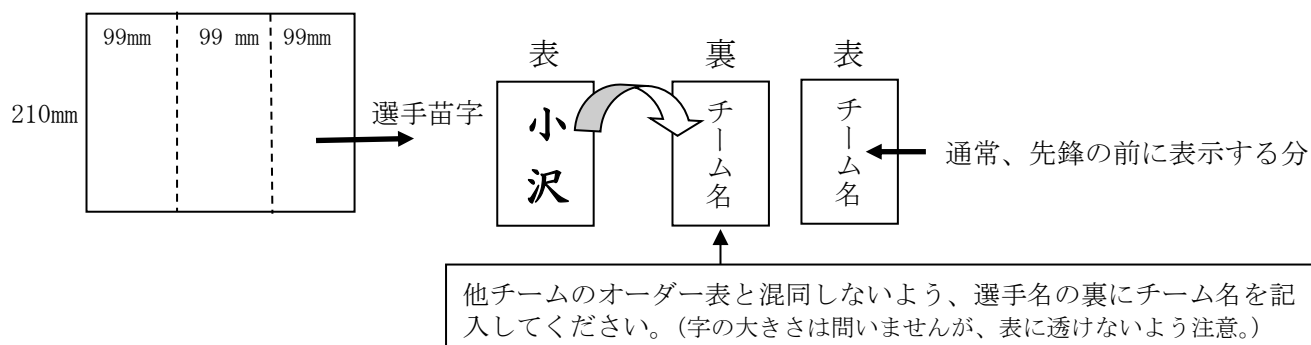 99mm 99 mm 99mm
210mm
選手苗字
表
小沢
裏
チーム名
表
チーム名
通常、先鋒の前に表示する分
他チームのオーダー表と混同しないよう、選手名の裏にチーム名を記
入してください。(字の大きさは問いませんが、表に透けないよう注意。)